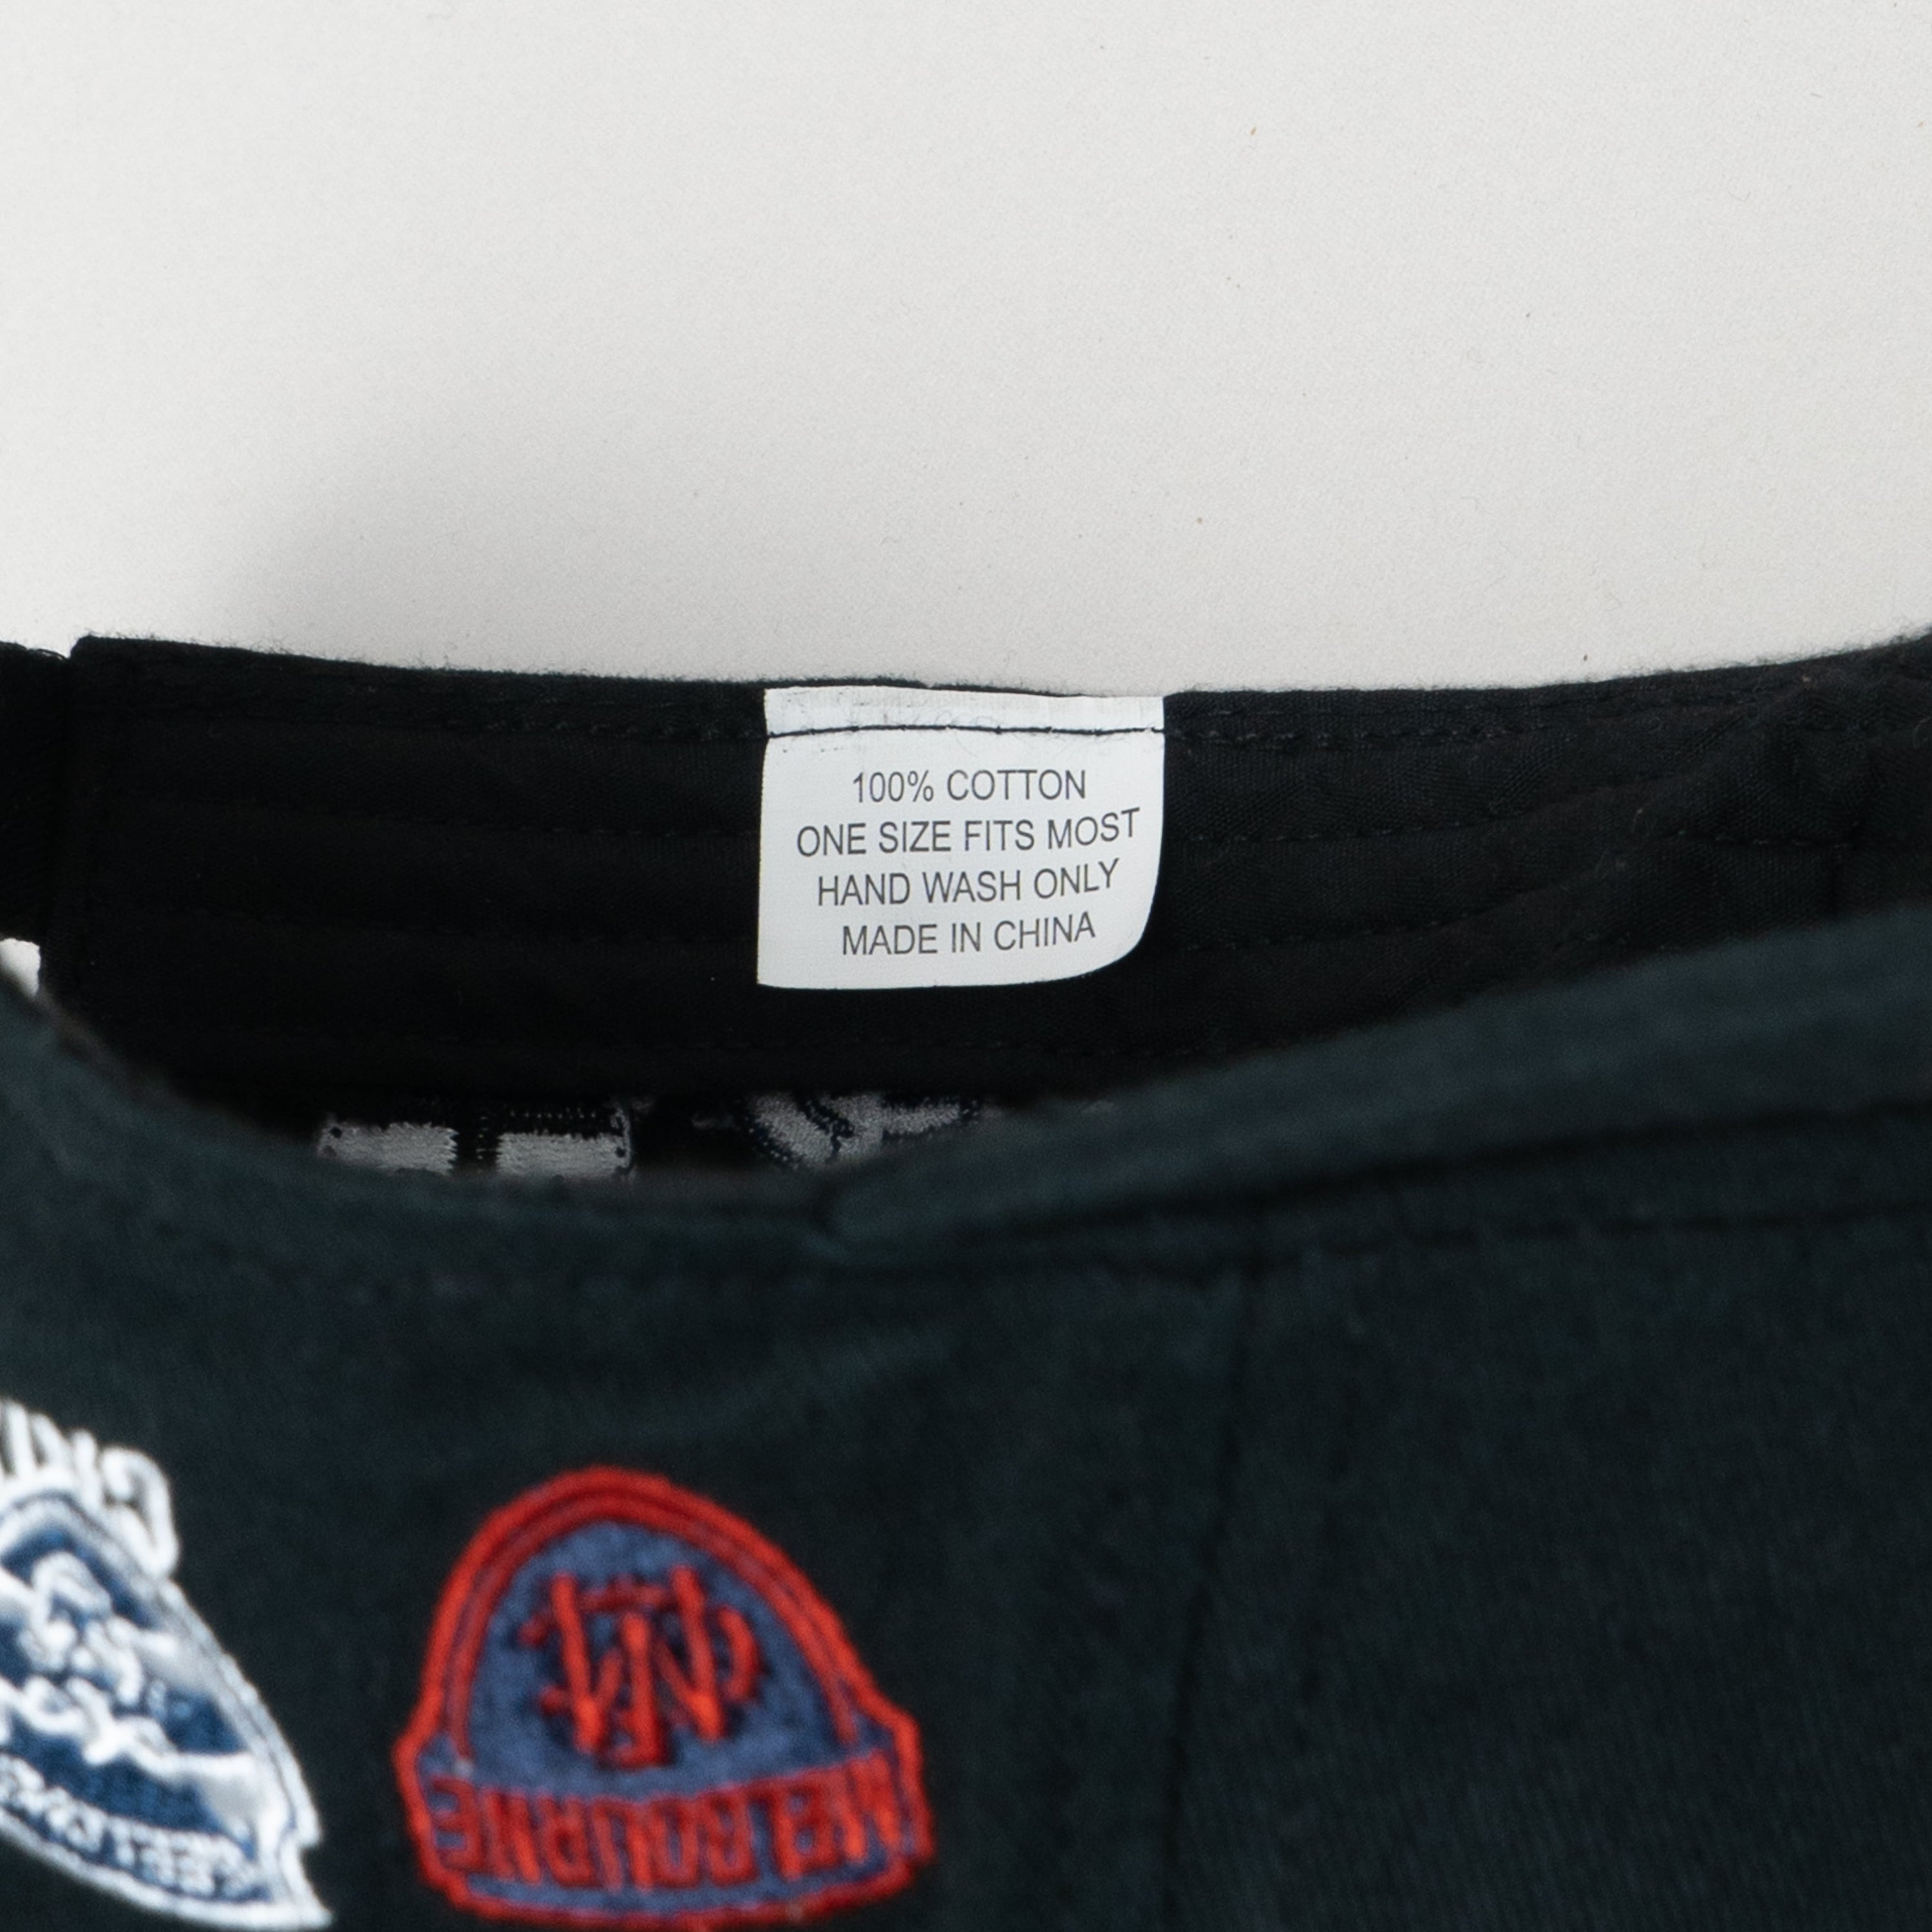 100% COTTON
ONE SIZE FITS MOST
HAND WASH ONLY
MADE IN CHINA
MELBOURNE